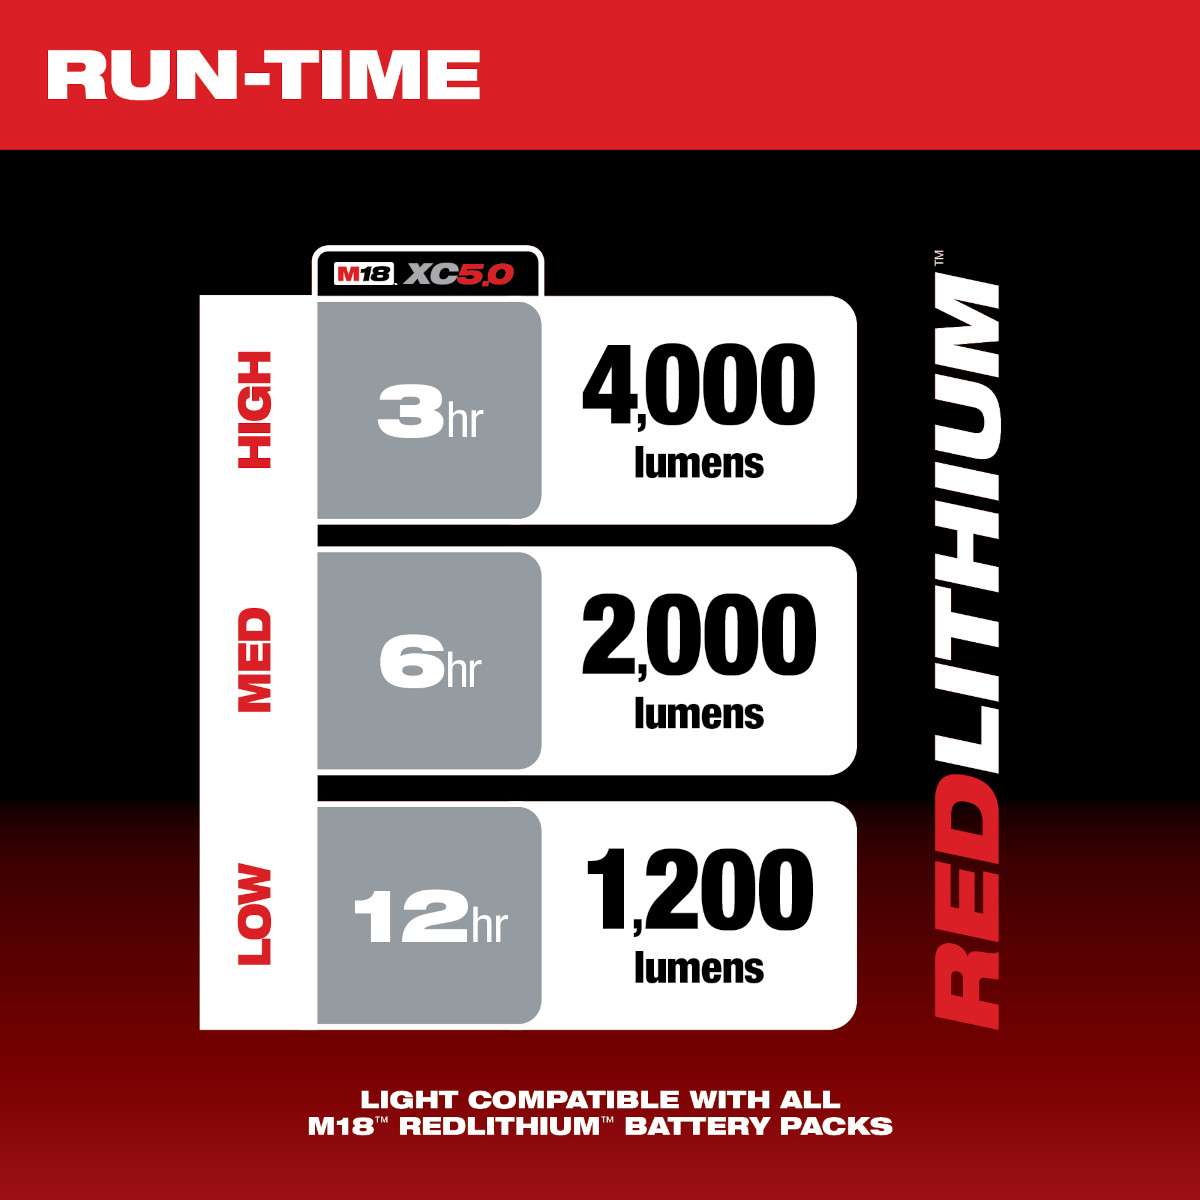 RUN-TIME
M18™ XC5.0
HIGH
3hr
4,000
lumens
MED
6hr
2,000
lumens
LOW
12hr
1,200
lumens
REDLITHIUM™
LIGHT COMPATIBLE WITH ALL
M18™ REDLITHIUM™ BATTERY PACKS